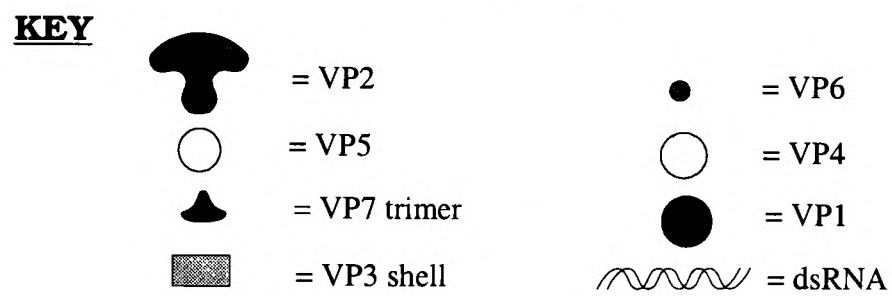 KEY
= VP2
= VP5
= VP7 trimer
= VP3 shell
= VP6
= VP4
= VP1
= dsRNA